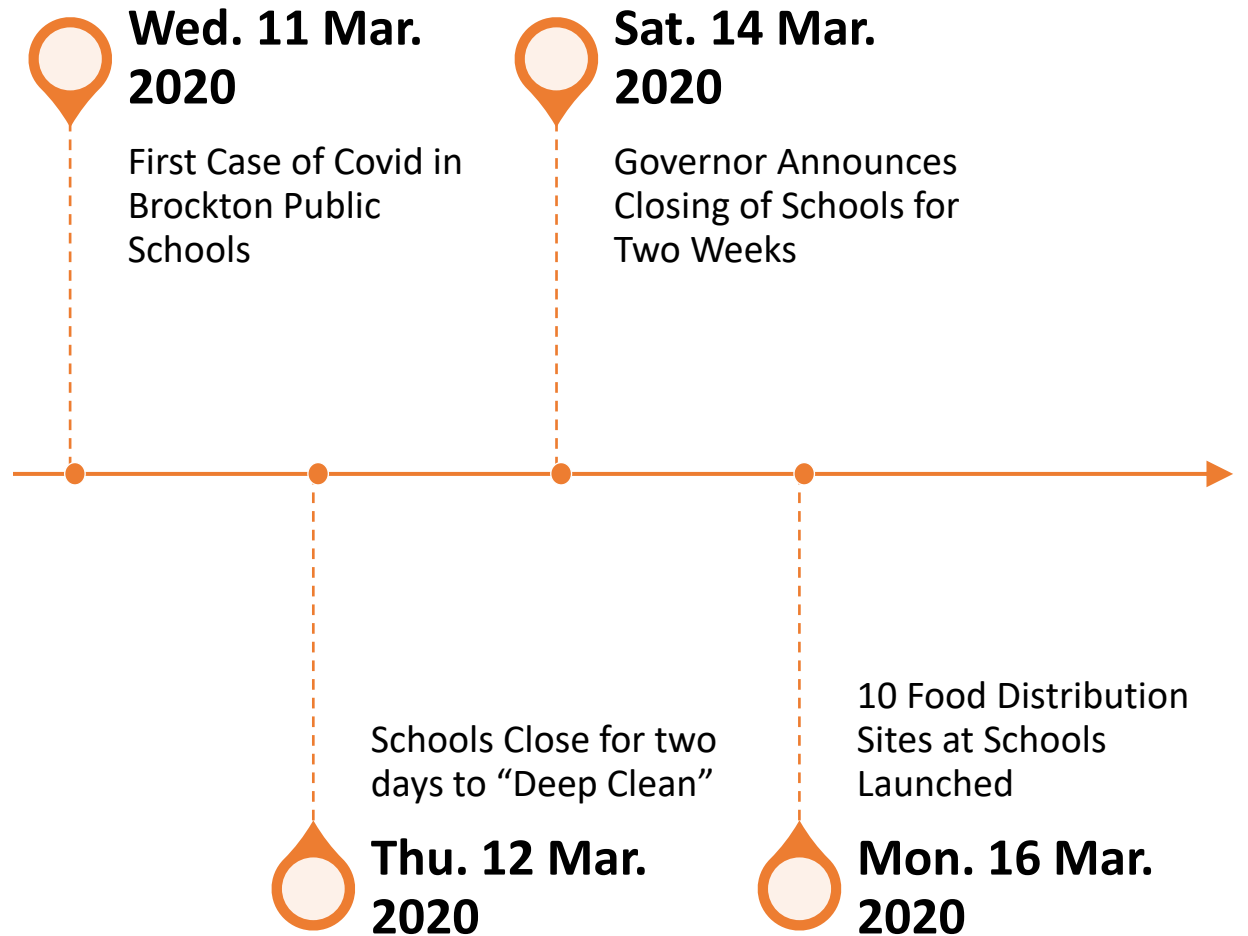 Wed. 11 Mar.
2020
First Case of Covid in
Brockton Public
Schools
Sat. 14 Mar.
2020
Governor Announces
Closing of Schools for
Two Weeks
Schools Close for two
days to “Deep Clean”
Thu. 12 Mar.
2020
10 Food Distribution
Sites at Schools
Launched
Mon. 16 Mar.
2020